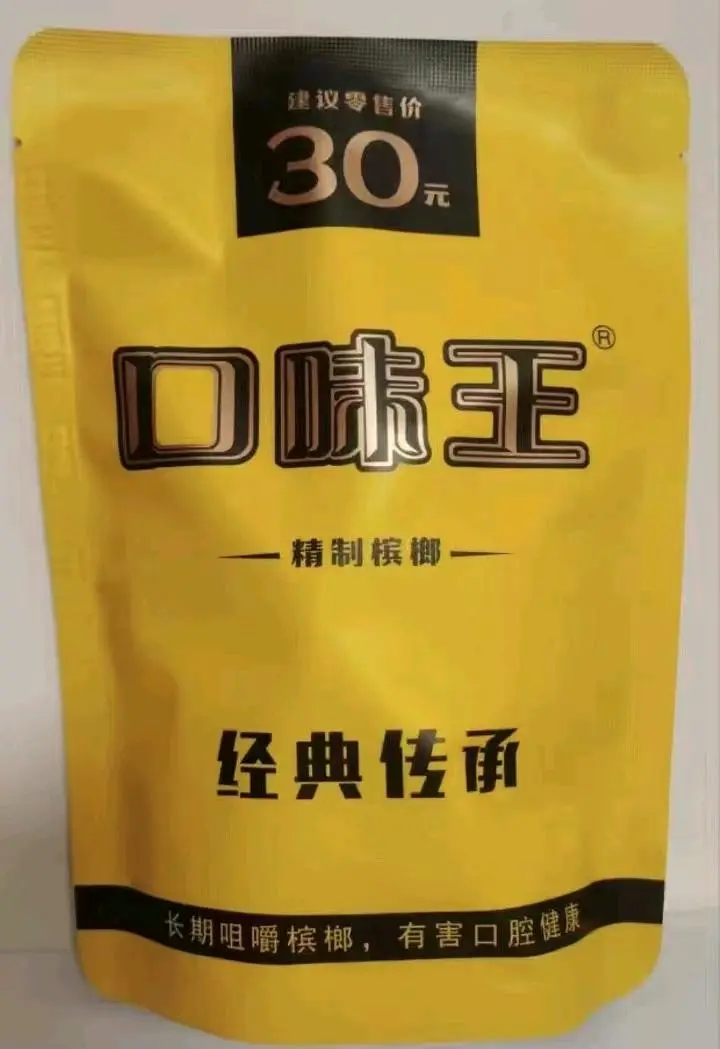 建议零售价
30元
口味王®
精制槟榔
经典传承
长期咀嚼槟榔，有害口腔健康